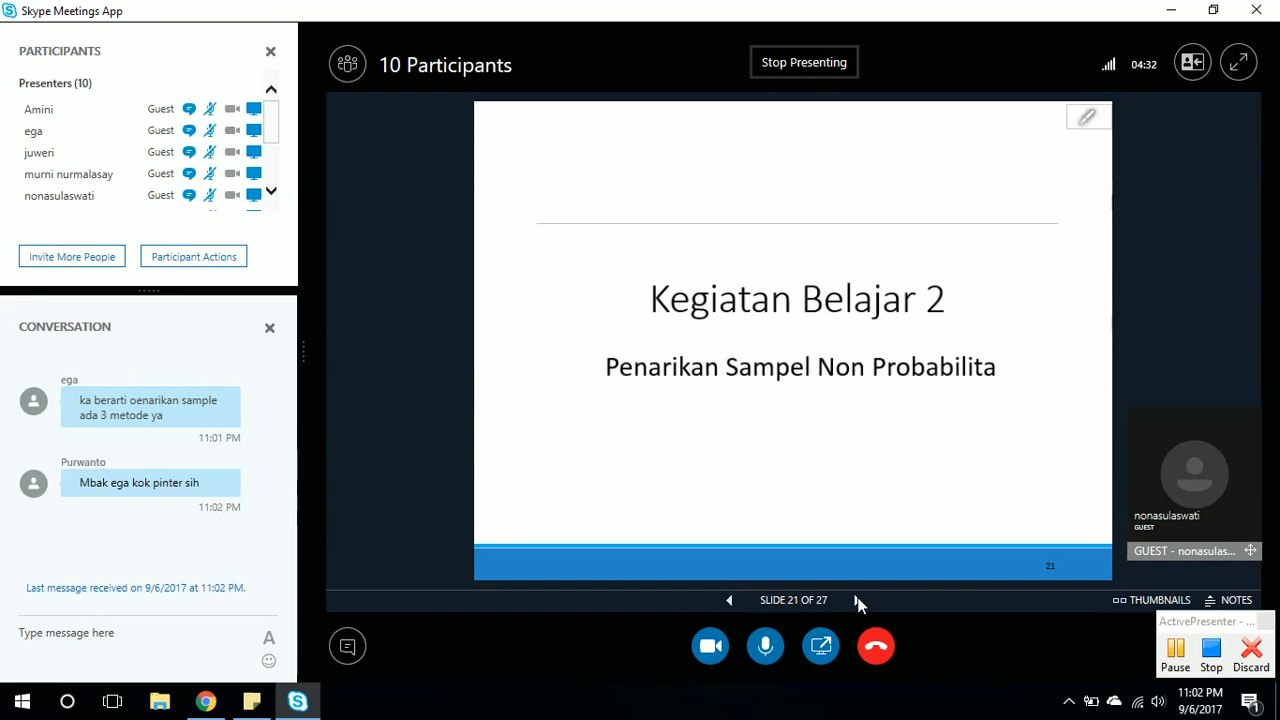 Skype Meetings App
PARTICIPANTS
Presenters (10)
Amini Guest
ega Guest
juweri Guest
murni nurmalasay Guest
nonasulaswati Guest
Invite More People
Participant Actions
CONVERSATION
ega
ka berarti oenarikan sample
ada 3 metode ya
11:01 PM
Purwanto
Mbak ega kok pinter sih
11:02 PM
Last message received on 9/6/2017 at 11:02 PM.
Type message here
A
10 Participants
Stop Presenting
04:32
Kegiatan Belajar 2
Penarikan Sampel Non Probabilita
21
nonasulaswati
GUEST
GUEST - nonasulas...
SLIDE 21 OF 27
THUMBNAILS
NOTES
ActivePresenter - ...
Pause
Stop
Discard
11:02 PM
9/6/2017
1